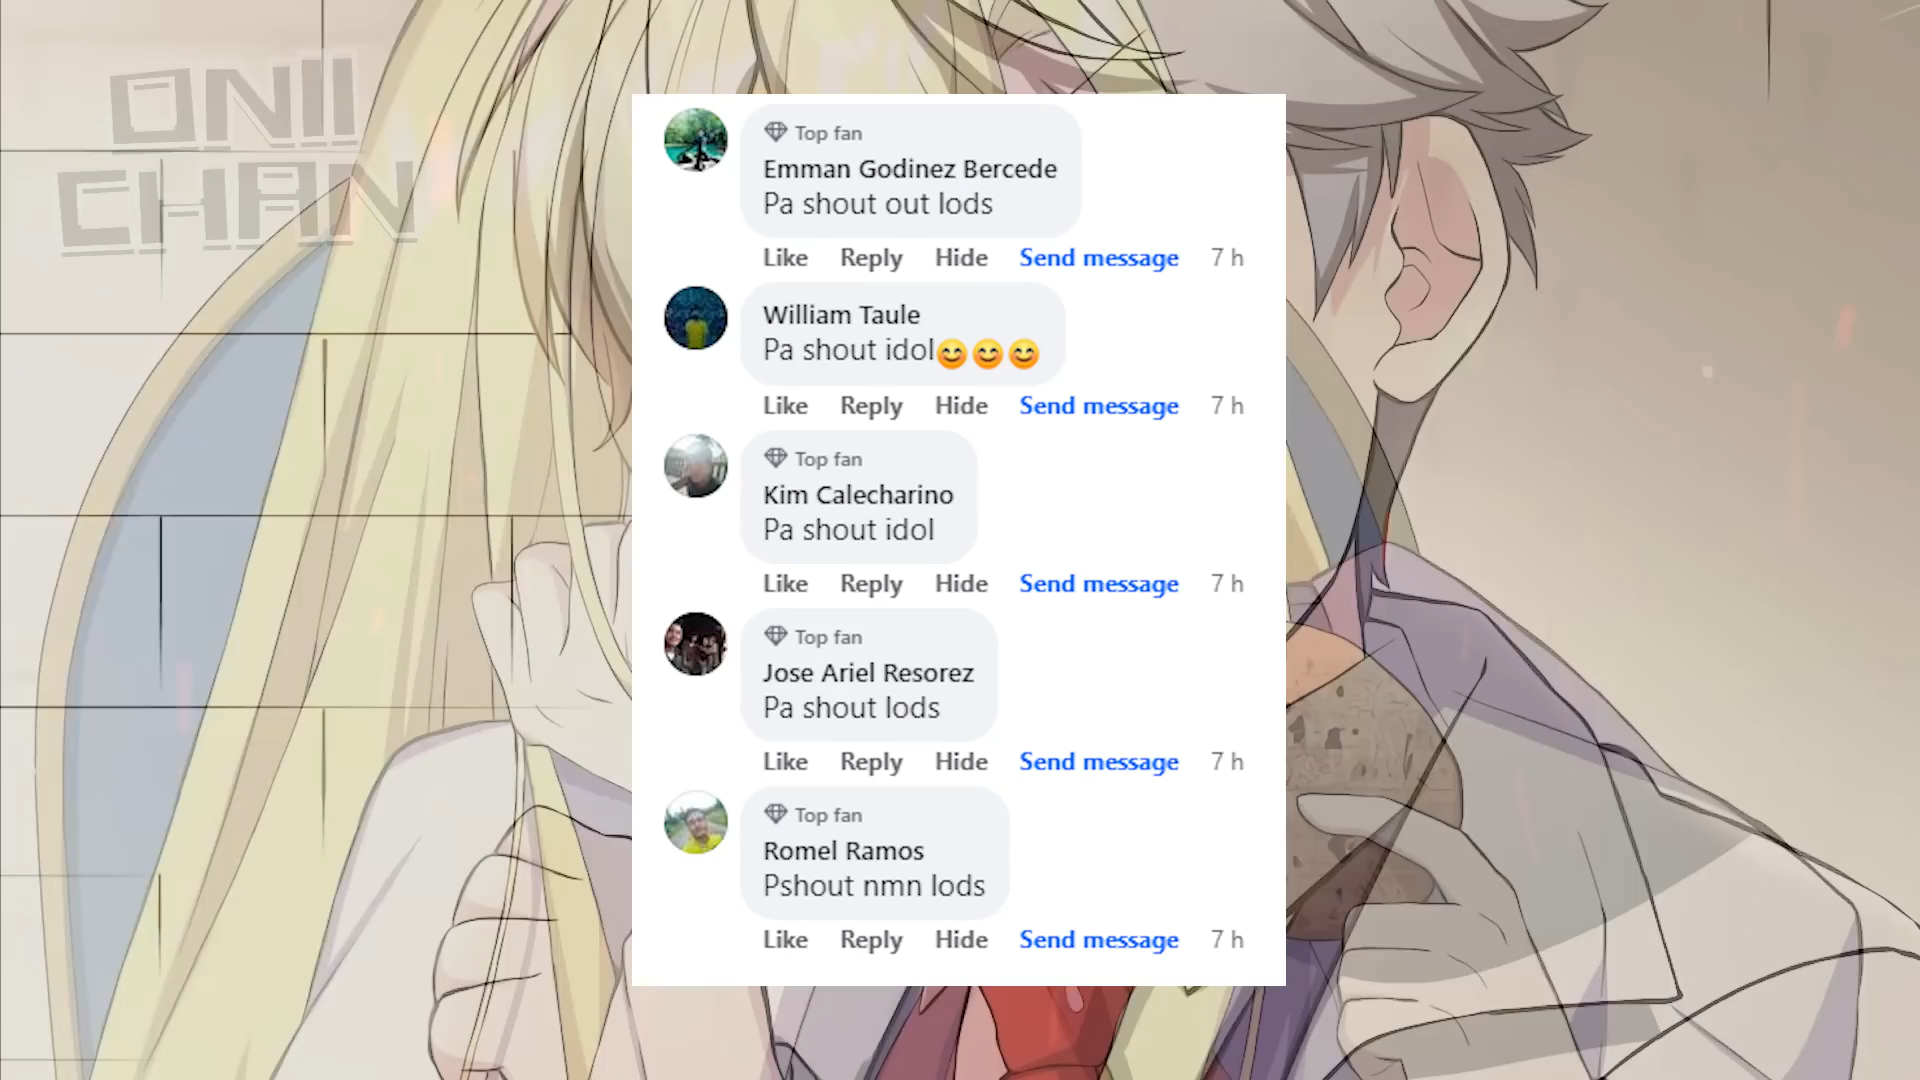 ONII
CHAN
Top fan
Emman Godinez Bercede
Pa shout out lods
Like Reply Hide Send message 7 h
William Taule
Pa shout idol😊😊😊
Like Reply Hide Send message 7 h
Top fan
Kim Calecharino
Pa shout idol
Like Reply Hide Send message 7 h
Top fan
Jose Ariel Resorez
Pa shout lods
Like Reply Hide Send message 7 h
Top fan
Romel Ramos
Pshout nmn lods
Like Reply Hide Send message 7 h